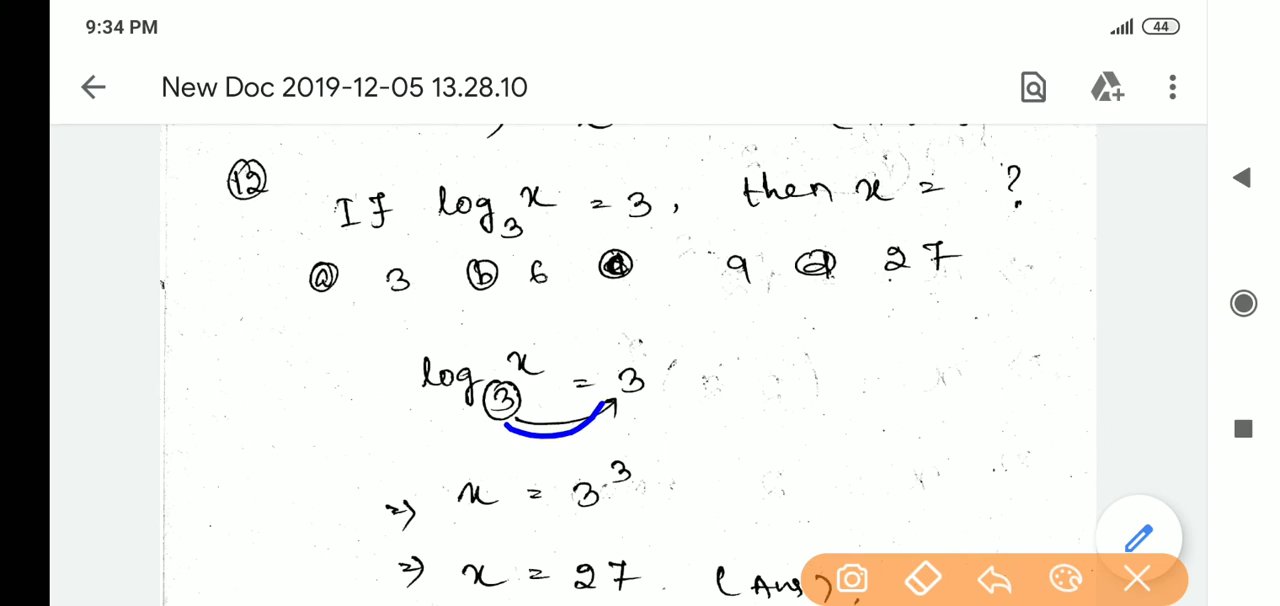 9:34 PM 44
New Doc 2019-12-05 13.28.10
(12) If log₃x = 3, then x = ?
(a) 3 (b) 6 (c) 9 (d) 27
log₃x = 3
=) x = 3³
=) x = 27. (Ans).